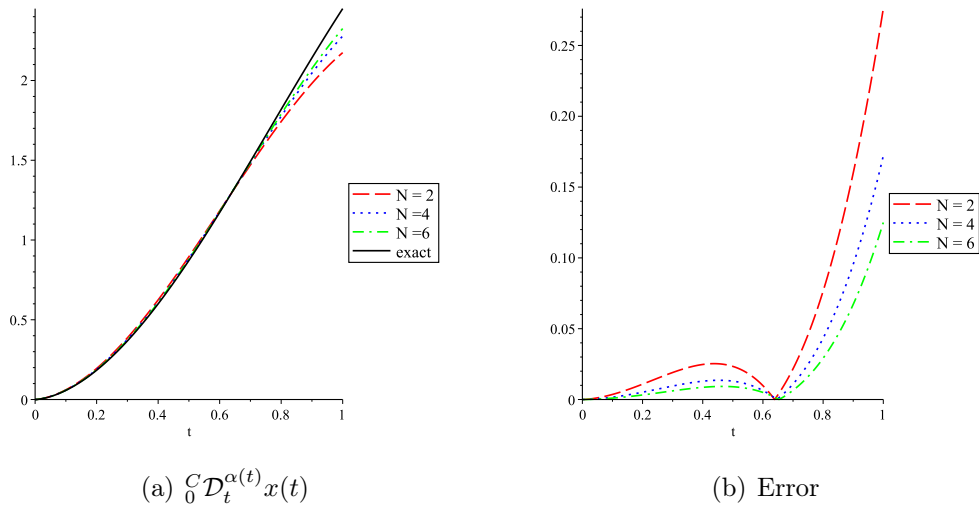 2
1.5
1
0.5
0
0
0.2
0.4
0.6
0.8
1
t
N = 2
N =4
N =6
exact
(a) $^C_0\mathcal{D}_t^{\alpha(t)}x(t)$
0.25
0.20
0.15
0.10
0.05
0
0
0.2
0.4
0.6
0.8
1
t
N = 2
N = 4
N = 6
(b) Error